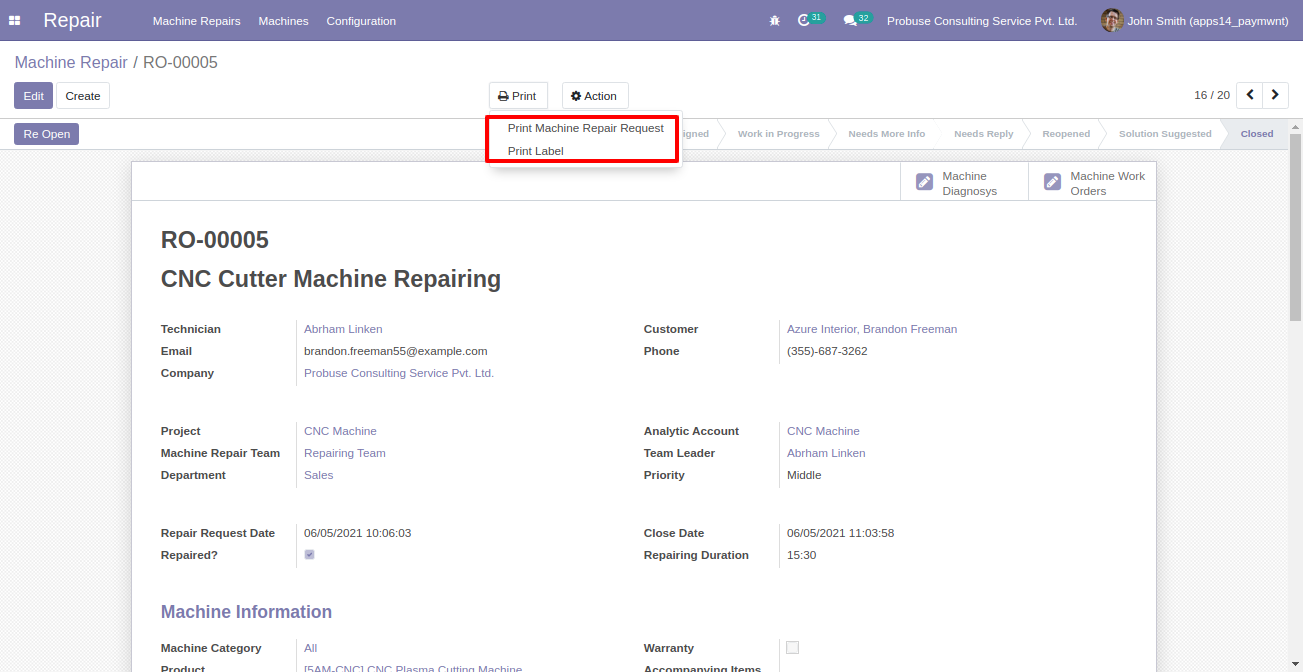 Repair Machine Repairs Machines Configuration 31 32 Probuse Consulting Service Pvt. Ltd. John Smith (apps14_paymwnt)
Machine Repair / RO-00005
Edit Create Print Action 16 / 20
Print Machine Repair Request
Print Label
Re Open Work in Progress Needs More Info Needs Reply Reopened Solution Suggested Closed
Machine Diagnosys
Machine Work Orders
RO-00005
CNC Cutter Machine Repairing
Technician Abrham Linken Customer Azure Interior, Brandon Freeman
Email brandon.freeman55@example.com Phone (355)-687-3262
Company Probuse Consulting Service Pvt. Ltd.
Project CNC Machine Analytic Account CNC Machine
Machine Repair Team Repairing Team Team Leader Abrham Linken
Department Sales Priority Middle
Repair Request Date 06/05/2021 10:06:03 Close Date 06/05/2021 11:03:58
Repaired? Repairing Duration 15:30
Machine Information
Machine Category All Warranty
Product [5AM-CNC] CNC Plasma Cutting Machine Accompanying Items